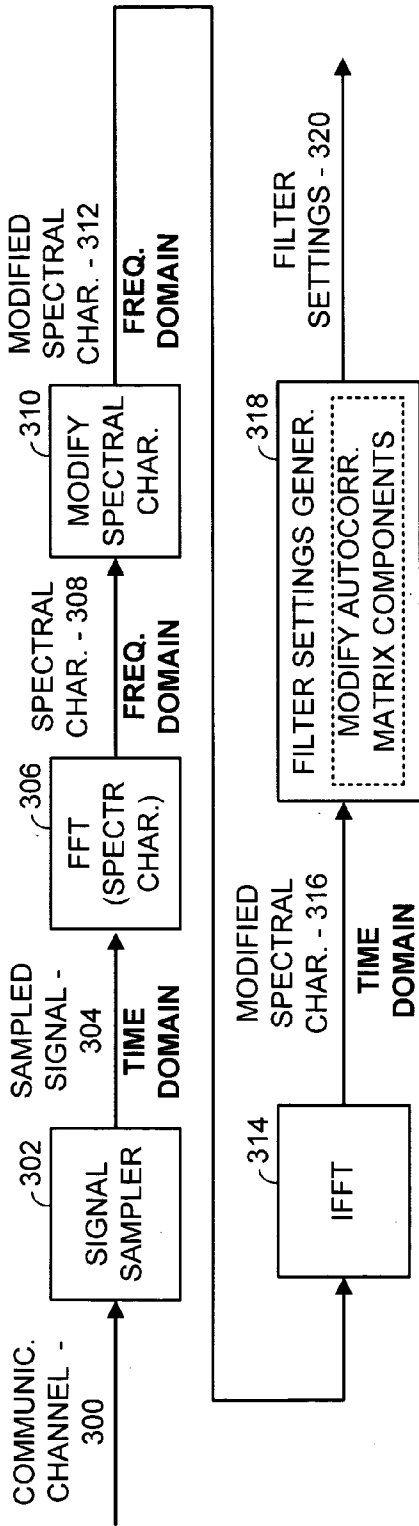 COMMUNIC.
CHANNEL -
300
302
SIGNAL
SAMPLER
SAMPLED
SIGNAL -
304
TIME
DOMAIN
306
FFT
(SPECTR
CHAR.)
SPECTRAL
CHAR. - 308
FREQ.
DOMAIN
310
MODIFY
SPECTRAL
CHAR.
MODIFIED
SPECTRAL
CHAR. - 312
FREQ.
DOMAIN
314
IFFT
MODIFIED
SPECTRAL
CHAR. - 316
TIME
DOMAIN
318
FILTER SETTINGS GENER.
MODIFY AUTOCORR.
MATRIX COMPONENTS
FILTER
SETTINGS - 320